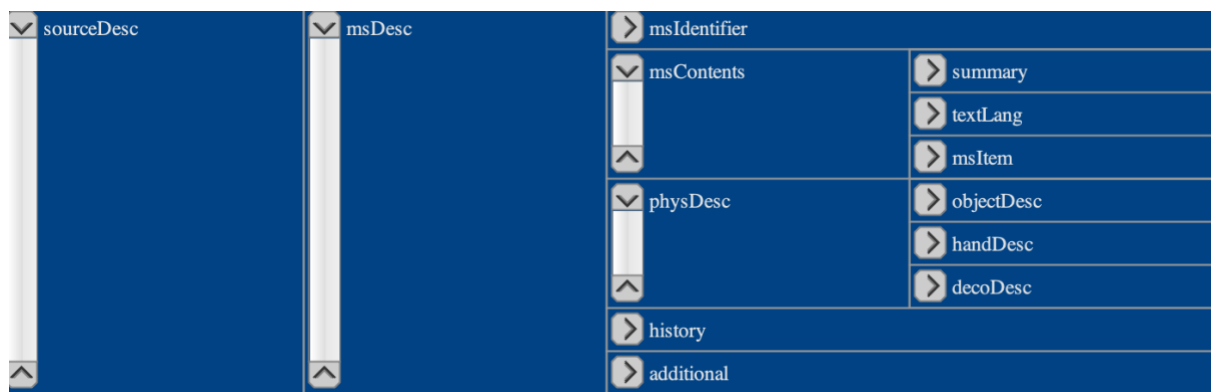 sourceDesc
msDesc
msIdentifier
msContents
summary
textLang
msItem
physDesc
objectDesc
handDesc
decoDesc
history
additional